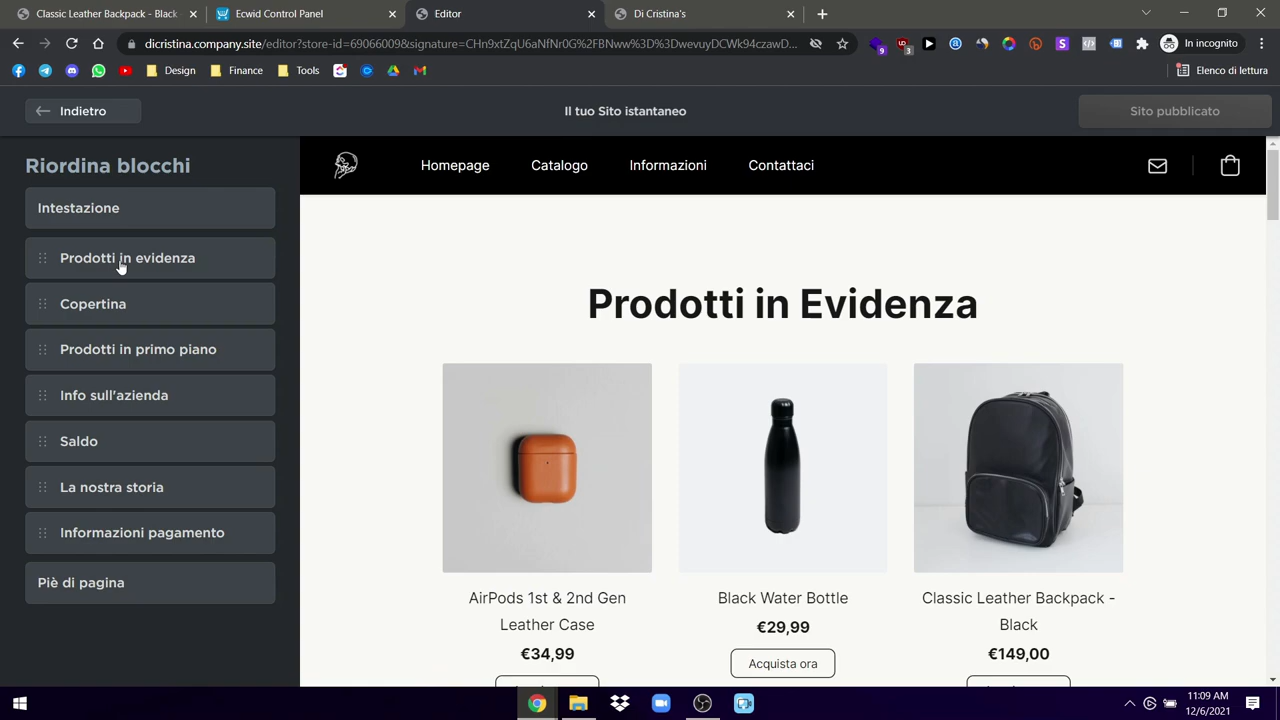 Classic Leather Backpack - Black
Ecwid Control Panel
Editor
Di Cristina's
dicristina.company.site/editor?store-id=69066009&signature=CHn9xtZqU6aNfNr0G%2FBNww%3D%3DwevuyDCWk94czawD...
9
3
In incognito
Design
Finance
Tools
Elenco di lettura
Indietro
Il tuo Sito istantaneo
Sito pubblicato
Riordina blocchi
Intestazione
Prodotti in evidenza
Copertina
Prodotti in primo piano
Info sull'azienda
Saldo
La nostra storia
Informazioni pagamento
Piè di pagina
Homepage
Catalogo
Informazioni
Contattaci
Prodotti in Evidenza
AirPods 1st & 2nd Gen
Leather Case
€34,99
Black Water Bottle
€29,99
Acquista ora
Classic Leather Backpack -
Black
€149,00
11:09 AM
12/6/2021